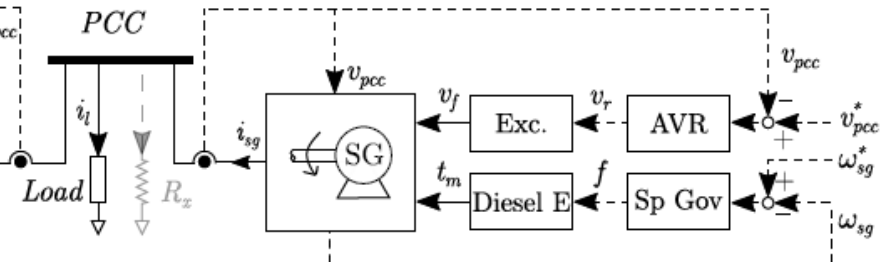 PCC
pcc
v_pcc
v_pcc
i_l
i_sg
v_f
Exc.
v_r
AVR
−
v*_pcc
+
SG
ω*_sg
t_m
f
+
Load
R_x
Diesel E
Sp Gov
−
ω_sg